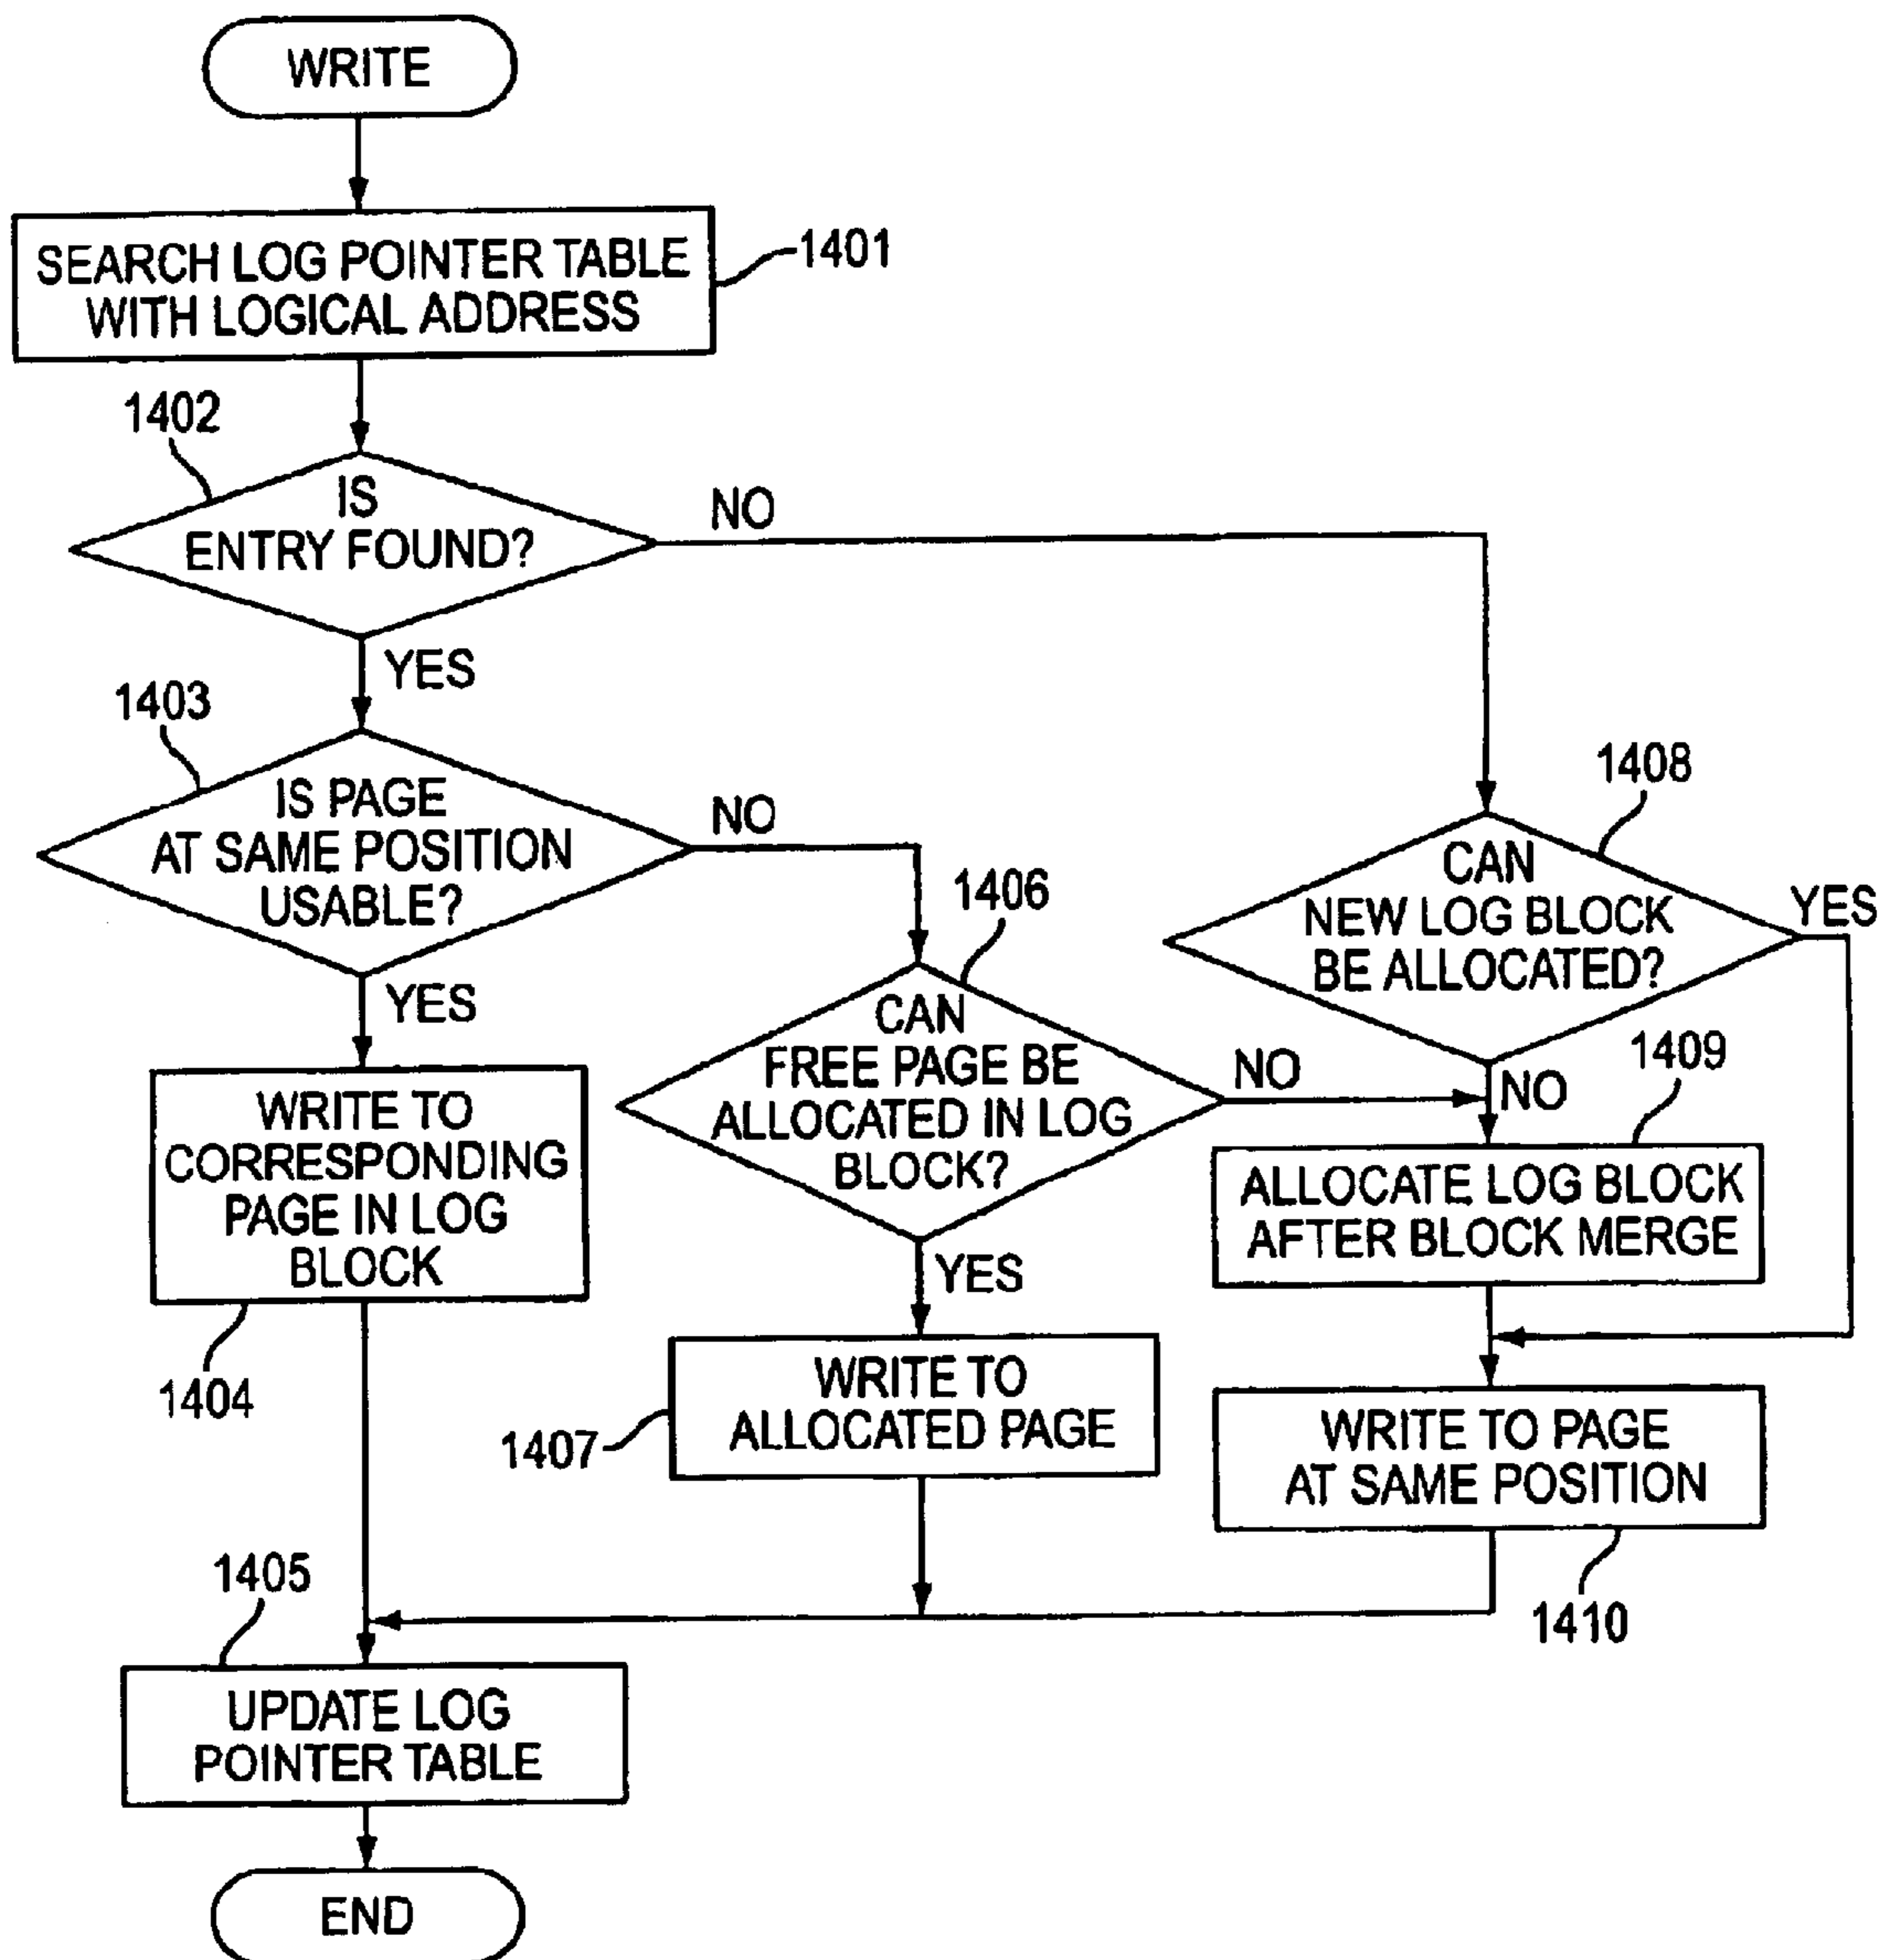 WRITE
SEARCH LOG POINTER TABLE
WITH LOGICAL ADDRESS
1401
1402
IS
ENTRY FOUND?
NO
YES
1403
IS PAGE
AT SAME POSITION
USABLE?
NO
YES
1408
CAN
NEW LOG BLOCK
BE ALLOCATED?
YES
NO
1406
CAN
FREE PAGE BE
ALLOCATED IN LOG
BLOCK?
NO
YES
1409
ALLOCATE LOG BLOCK
AFTER BLOCK MERGE
WRITE TO
CORRESPONDING
PAGE IN LOG
BLOCK
1404
WRITE TO
ALLOCATED PAGE
1407
WRITE TO PAGE
AT SAME POSITION
1410
1405
UPDATE LOG
POINTER TABLE
END